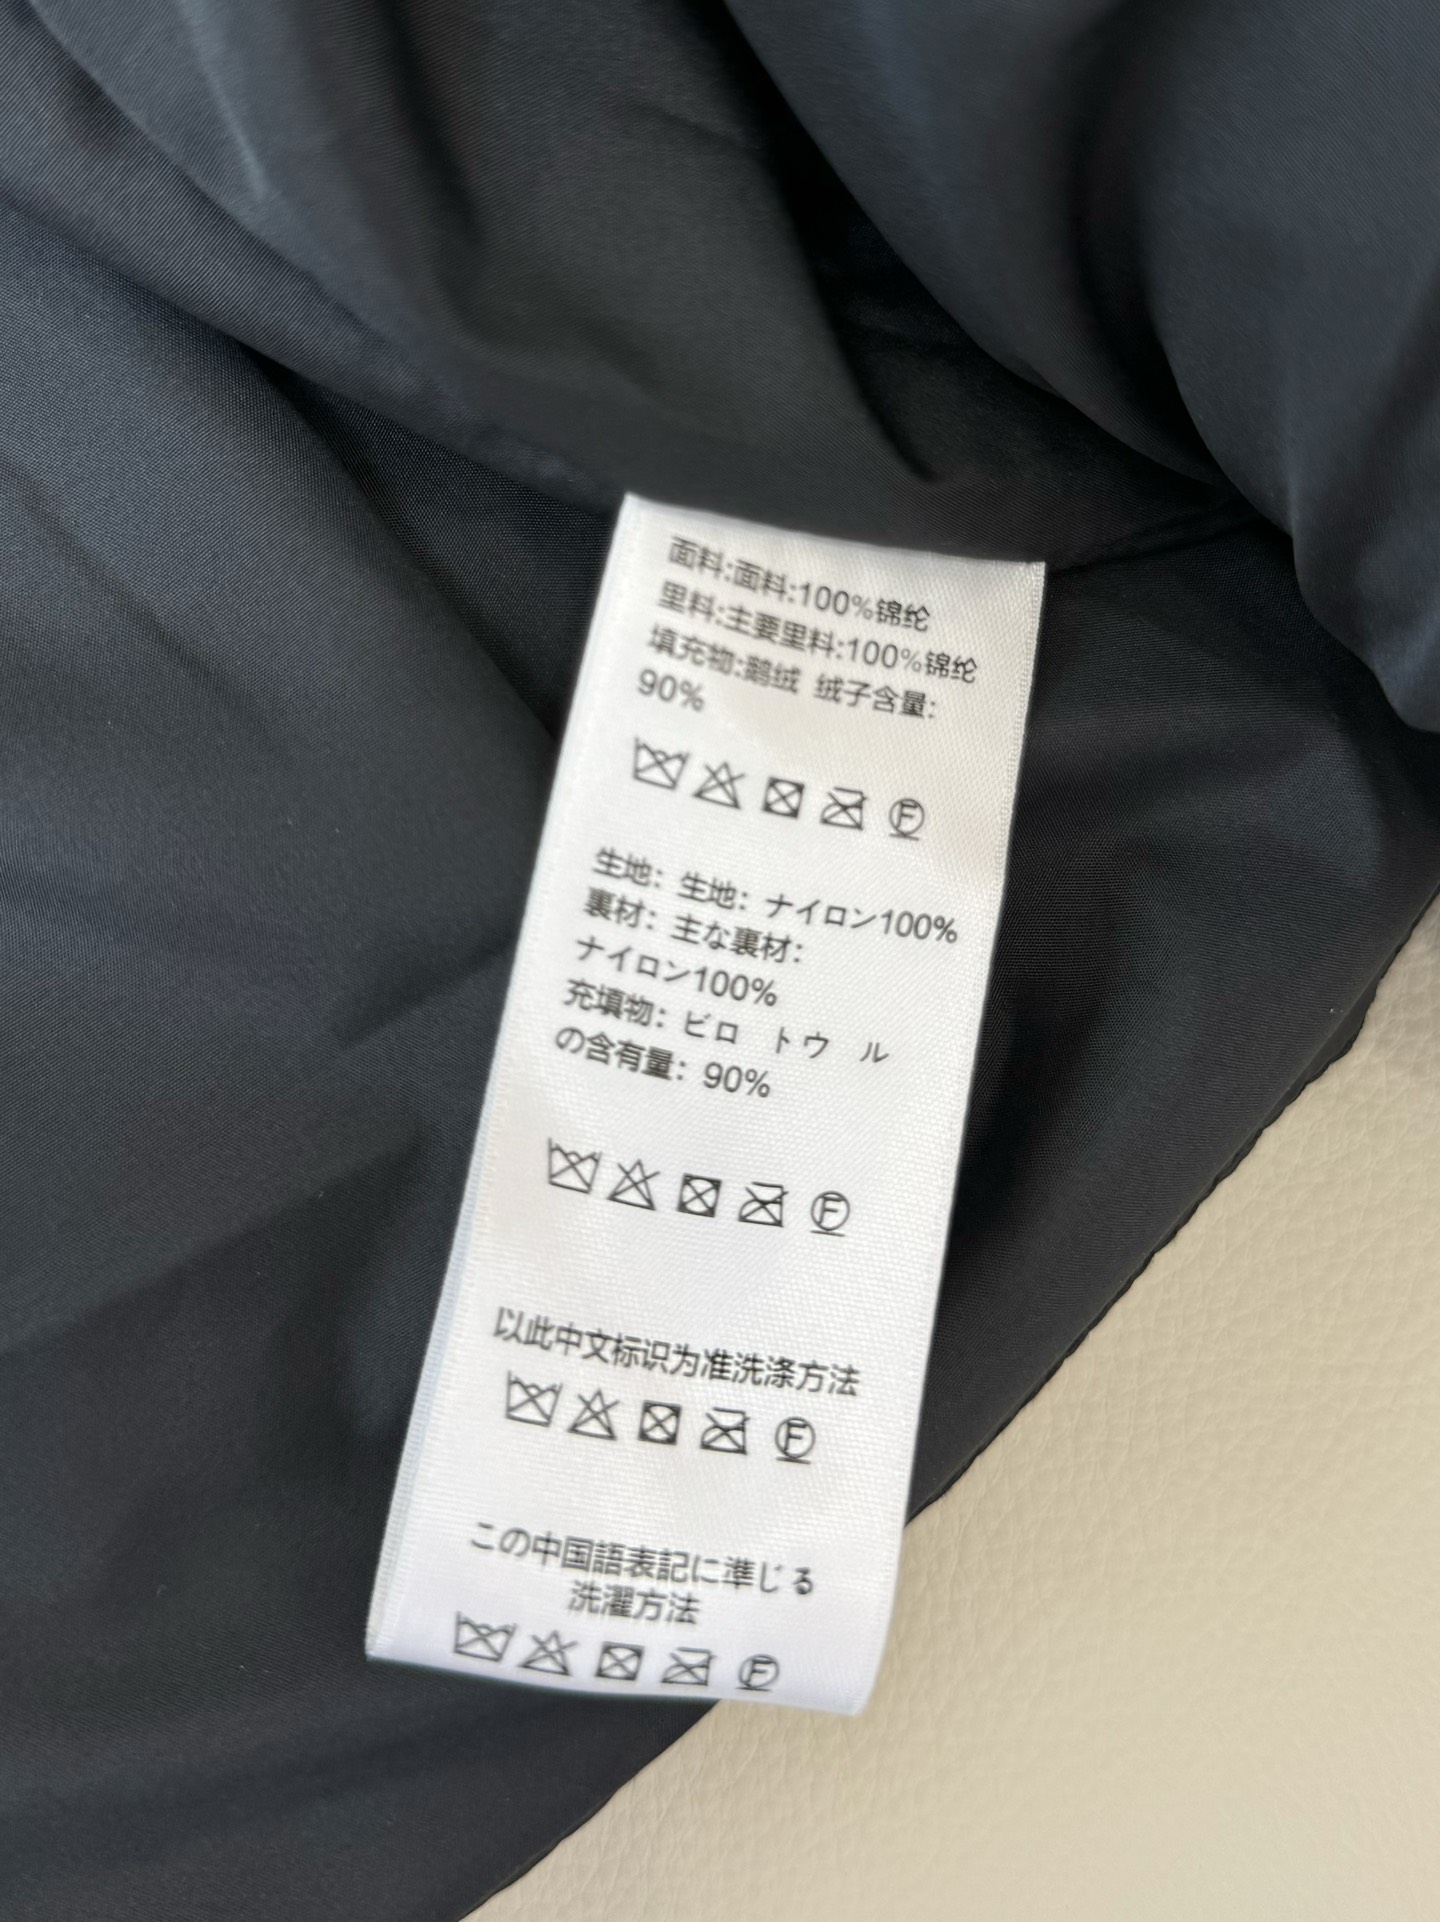 面料:面料:100%锦纶
里料:主要里料:100%锦纶
填充物:鹅绒 绒子含量:
90%
F
生地：生地：ナイロン100%
裏材：主な裏材：
ナイロン100%
充填物：ビロ トウ ル
の含有量：90%
F
以此中文标识为准洗涤方法
F
この中国語表記に準じる
洗濯方法
F